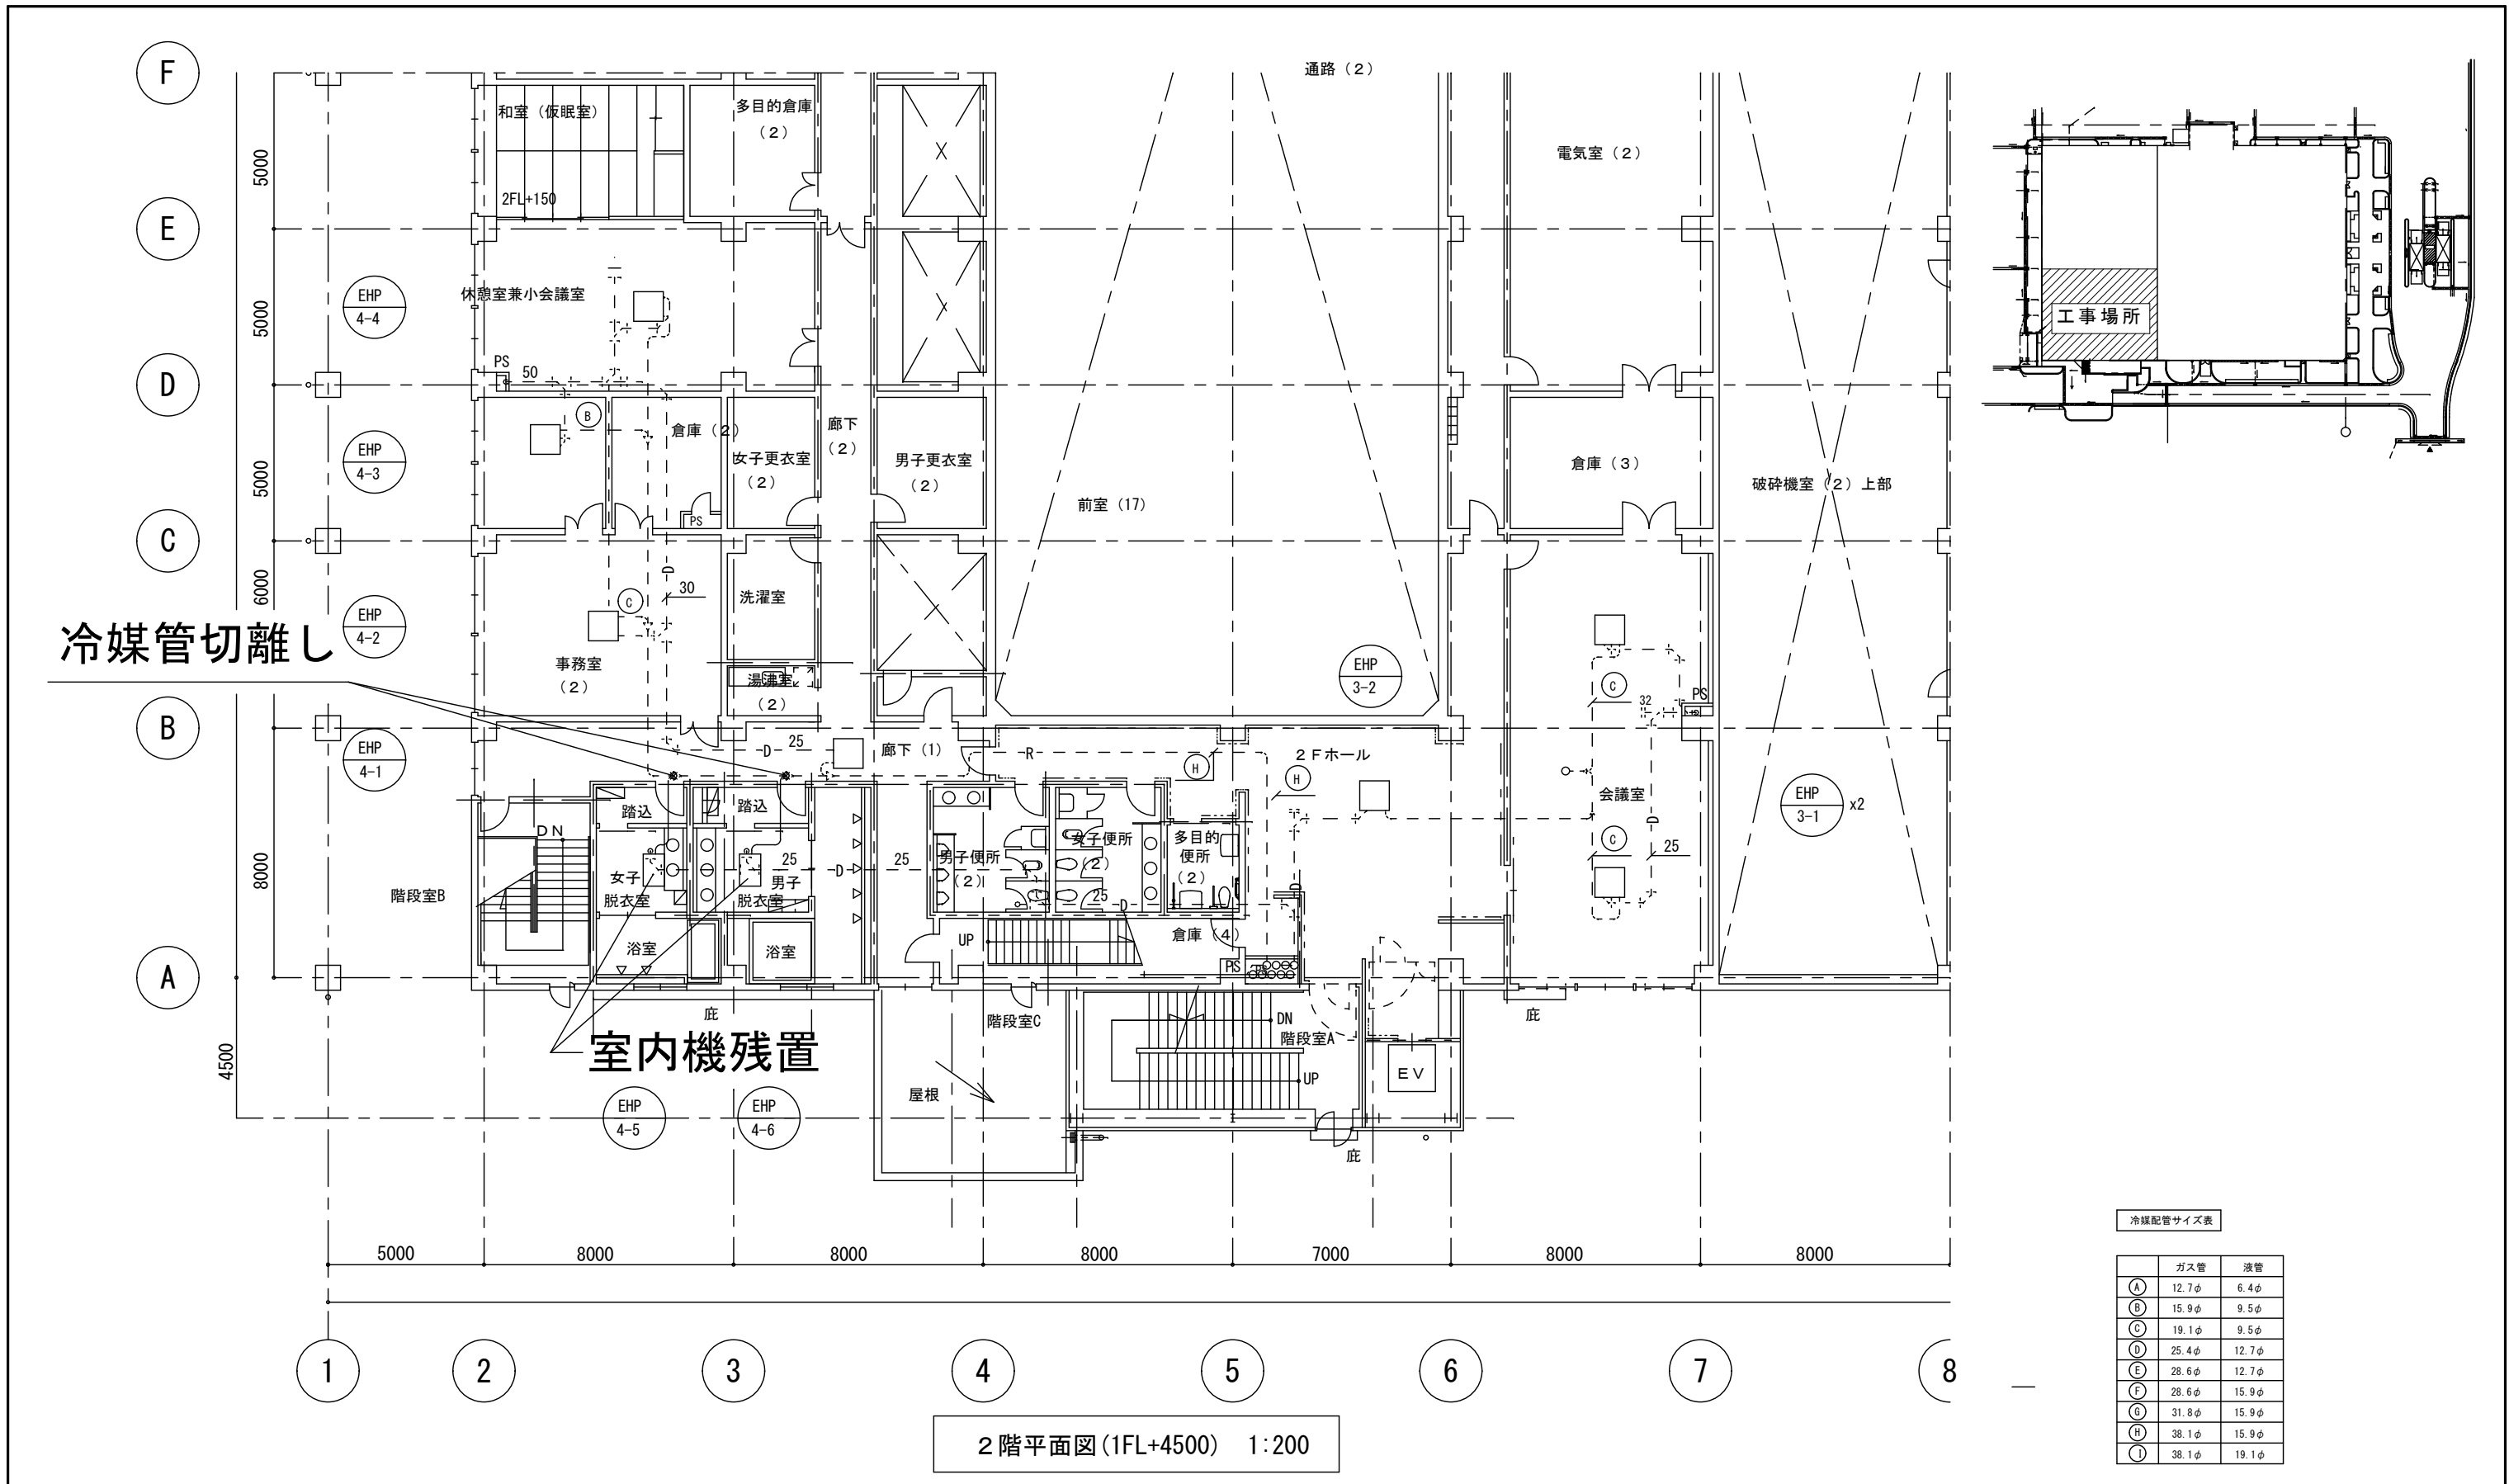 通路（２）
F
和室（仮眠室）
多目的倉庫
（２）
電気室（２）
5000
2FL+150
E
EHP
4-4
休憩室兼小会議室
5000
工事場所
PS
50
D
B
倉庫（２）
廊下
（２）
EHP
4-3
女子更衣室
（２）
男子更衣室
（２）
倉庫（３）
5000
破砕機室（２）上部
前室（17）
PS
C
D
30
C
6000
洗濯室
EHP
4-2
冷媒管切離し
事務室
（２）
湯沸室
（２）
EHP
3-2
C
PS
32
B
EHP
4-1
D
25
廊下（１）
R
H
２Ｆホール
H
会議室
EHP
3-1
x2
踏込
踏込
ＤＮ
D
C
25
8000
階段室B
女子
脱衣室
25
男子
脱衣室
D
25
男子便所
（２）
女子便所
（２）
多目的
便所
（２）
25
D
D
浴室
浴室
UP
倉庫（４）
PS
A
庇
階段室C
DN
階段室A
庇
4500
室内機残置
UP
ＥＶ
屋根
EHP
4-5
EHP
4-6
庇
冷媒配管サイズ表
5000
8000
8000
8000
7000
8000
8000
ガス管 液管
A 12.7φ 6.4φ
B 15.9φ 9.5φ
C 19.1φ 9.5φ
D 25.4φ 12.7φ
E 28.6φ 12.7φ
F 28.6φ 15.9φ
G 31.8φ 15.9φ
H 38.1φ 15.9φ
I 38.1φ 19.1φ
1
2
3
4
5
6
7
8
２階平面図(1FL+4500) 1:200